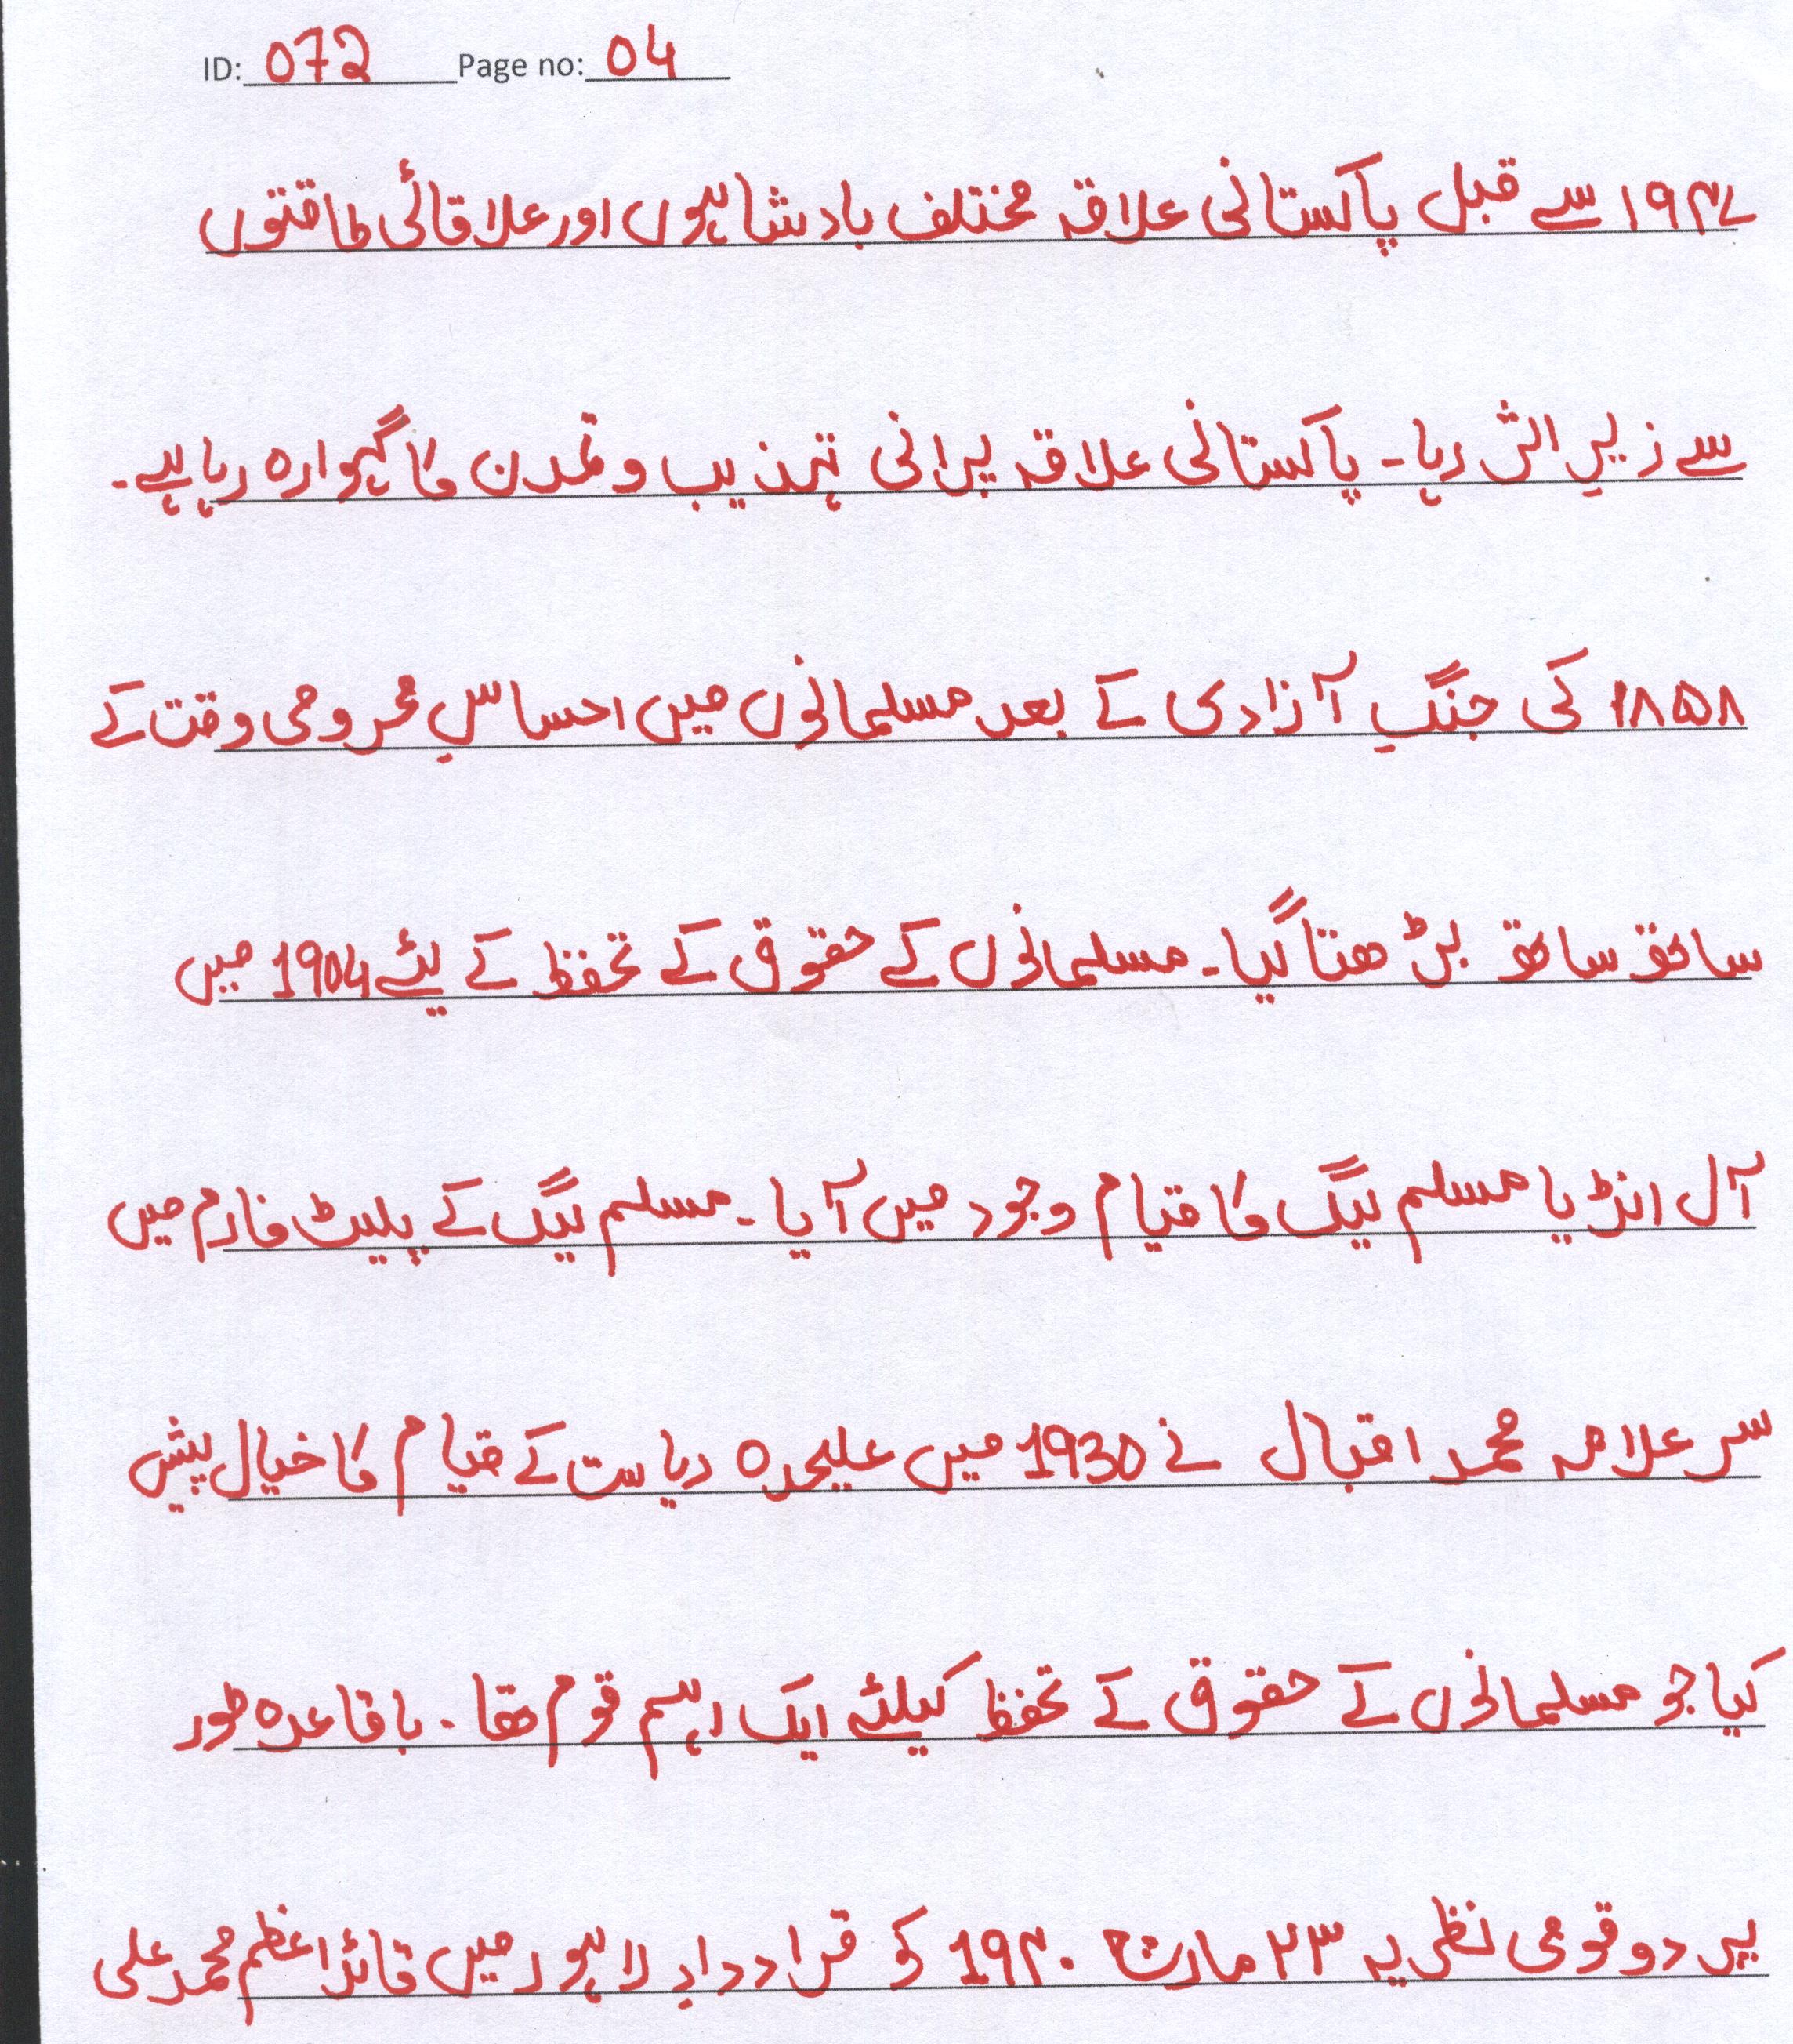 ID: 072 Page no: 04
۱۹۴۷ سے قبل پاکستانی علاقہ مختلف بادشاہوں اور علاقائی طاقتوں
سے زیرِ اثر رہا۔ پاکستانی علاقہ پرانی تہذیب و تمدن کا گہوارہ رہا ہے۔
۱۸۵۸ کی جنگِ آزادی کے بعد مسلمانوں میں احساسِ محرومی وقت کے
ساتھ ساتھ بڑھتا گیا۔ مسلمانوں کے حقوق کے تحفظ کے لیئے 1904 میں
آل انڈیا مسلم لیگ کا قیام وجود میں آیا۔ مسلم لیگ کے پلیٹ فارم میں
سر علامہ محمد اقبال نے 1930 میں علیحدہ ریاست کے قیام کا خیال پیش
کیا جو مسلمانوں کے حقوق کے تحفظ کیلئے ایک اہم قوم تھا۔ باقاعدہ طور
پر دو قومی نظریہ ۲۳ مارچ ۱۹۴۰ کو قراردادِ لاہور میں قائداعظم محمد علی